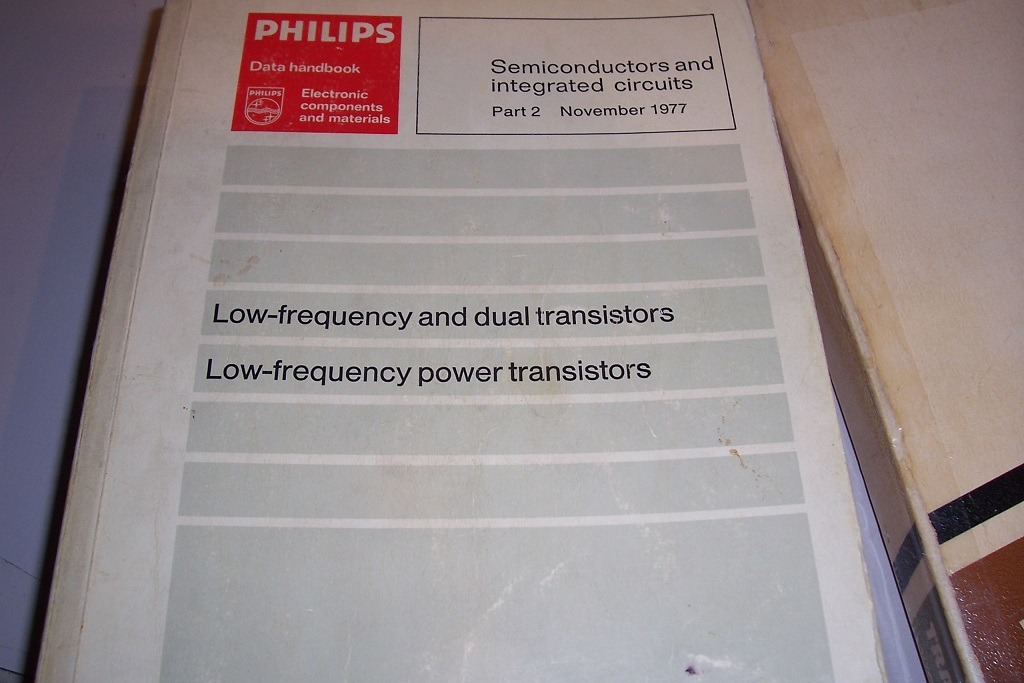 PHILIPS
Data handbook
PHILIPS
Electronic
components
and materials
Semiconductors and
integrated circuits
Part 2 November 1977
Low-frequency and dual transistors
Low-frequency power transistors